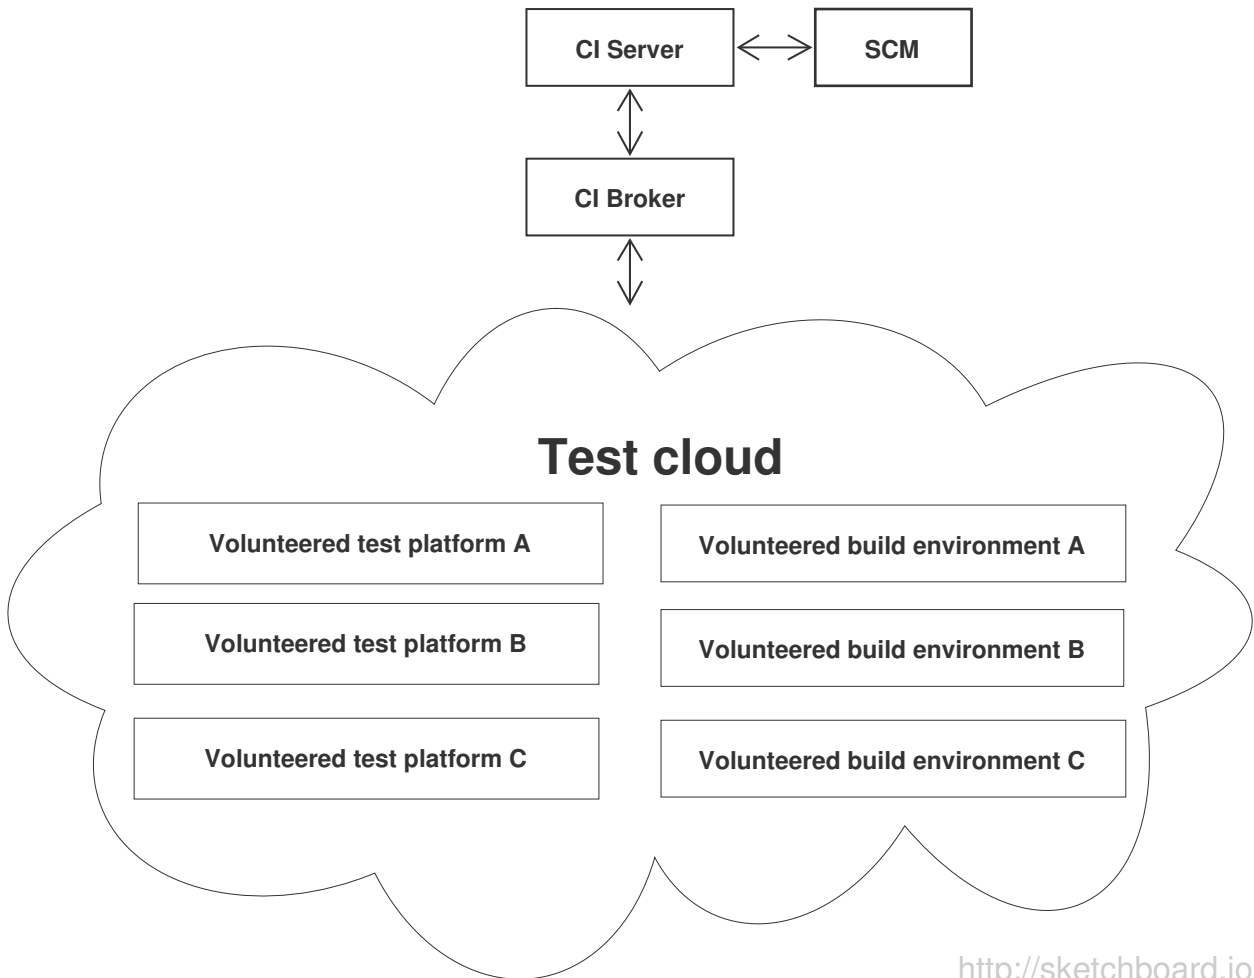 CI Server
SCM
CI Broker
Test cloud
Volunteered test platform A
Volunteered build environment A
Volunteered test platform B
Volunteered build environment B
Volunteered test platform C
Volunteered build environment C
http://sketchboard.io